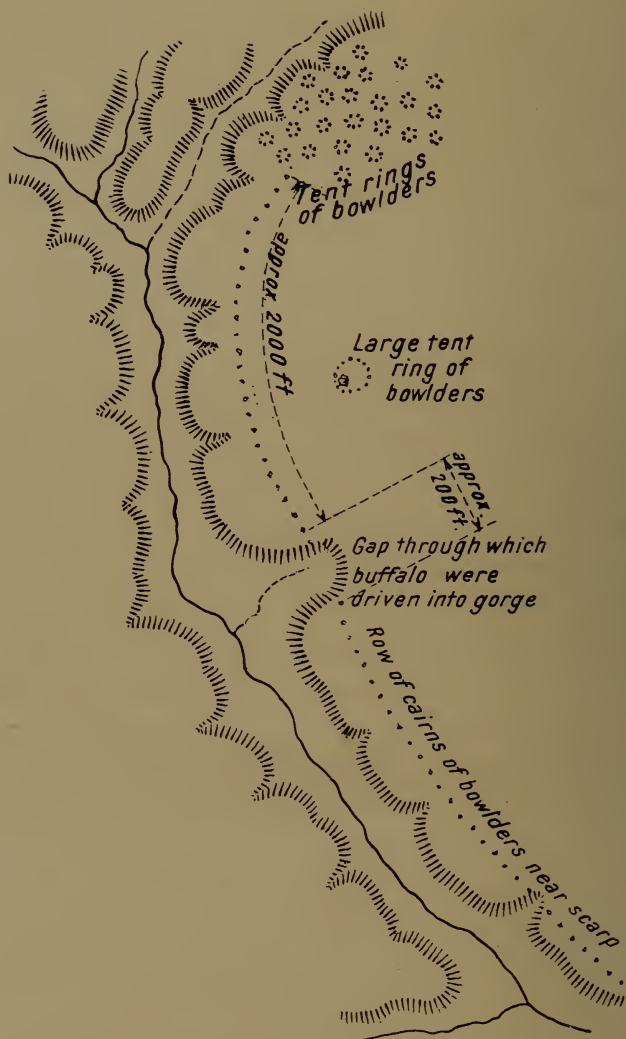 Tent rings
of bowlders
approx 2000 ft
Large tent
ring of
bowlders
approx
200 ft.
Gap through which
buffalo were
driven into gorge
Row of cairns of bowlders near scarp